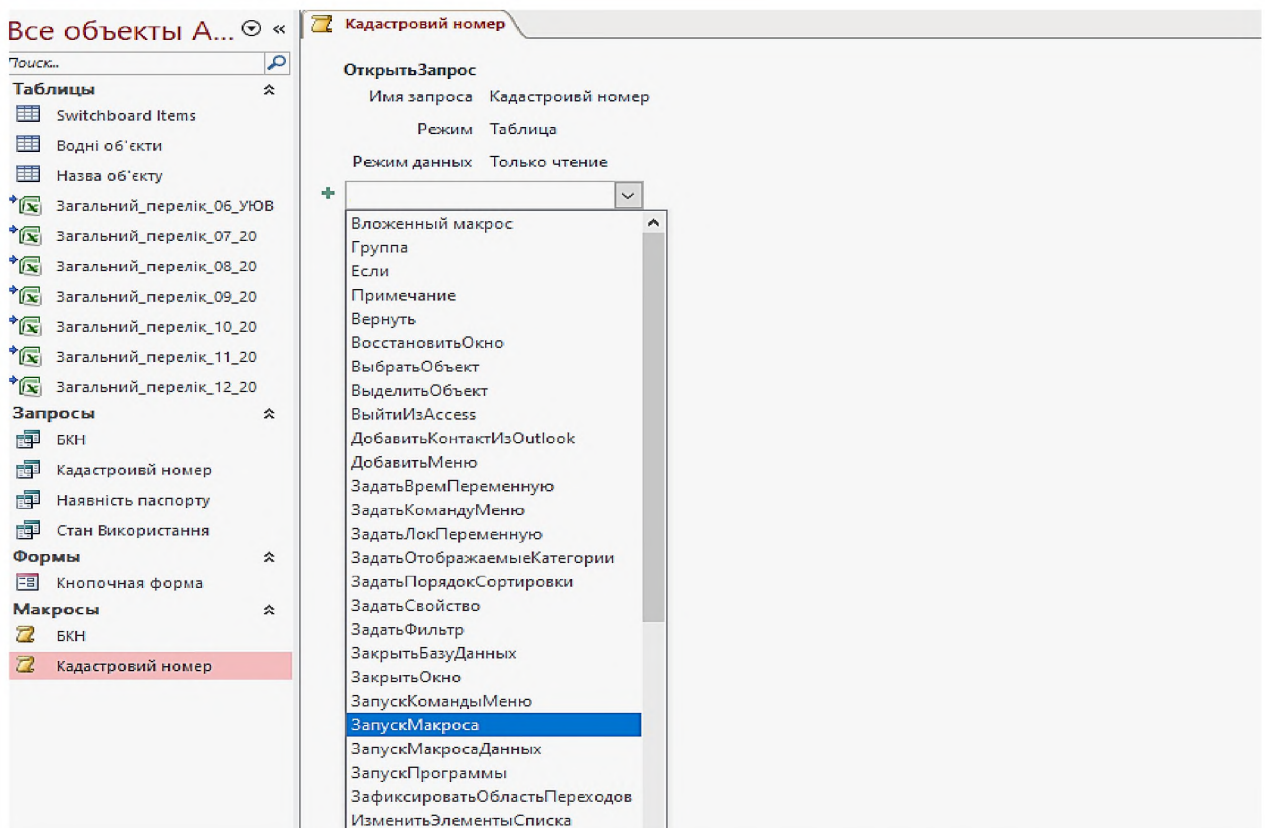 Все объекты A...
Поиск...
Таблицы
Switchboard Items
Водні об'єкти
Назва об'єкту
Загальний_перелік_06_УЮВ
Загальний_перелік_07_20
Загальний_перелік_08_20
Загальний_перелік_09_20
Загальний_перелік_10_20
Загальний_перелік_11_20
Загальний_перелік_12_20
Запросы
БКН
Кадастроивй номер
Наявність паспорту
Стан Використання
Формы
Кнопочная форма
Макросы
БКН
Кадастровий номер
Кадастровий номер
ОткрытьЗапрос
Имя запроса Кадастроивй номер
Режим Таблица
Режим данных Только чтение
Вложенный макрос
Группа
Если
Примечание
Вернуть
ВосстановитьОкно
ВыбратьОбъект
ВыделитьОбъект
ВыйтиИзAccess
ДобавитьКонтактИзOutlook
ДобавитьМеню
ЗадатьВремПеременную
ЗадатьКомандуМеню
ЗадатьЛокПеременную
ЗадатьОтображаемыеКатегории
ЗадатьПорядокСортировки
ЗадатьСвойство
ЗадатьФильтр
ЗакрытьБазуДанных
ЗакрытьОкно
ЗапускКомандыМеню
ЗапускМакроса
ЗапускМакросаДанных
ЗапускПрограммы
ЗафиксироватьОбластьПереходов
ИзменитьЭлементыСписка